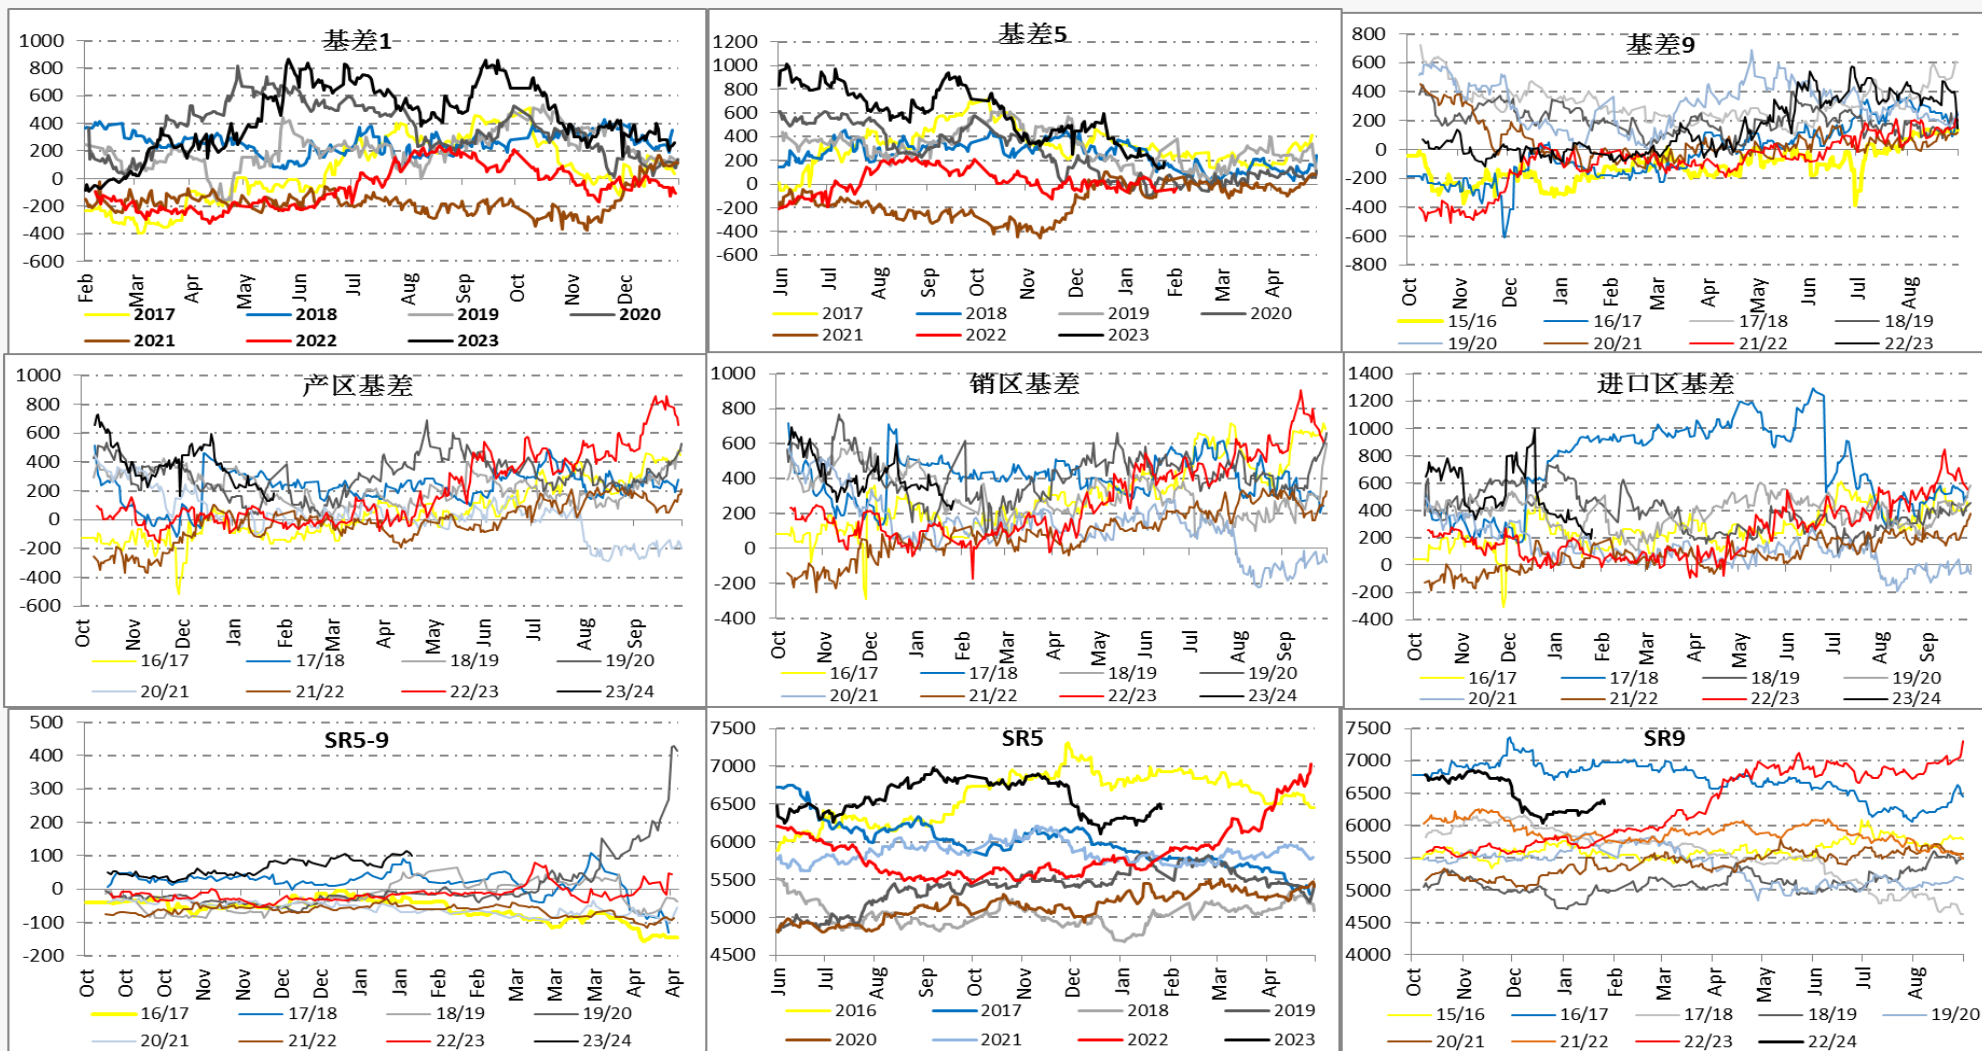 基差1
1000
800
600
400
200
0
-200
-400
-600
Feb Mar Apr May Jun Jul Aug Sep Oct Nov Dec
2017 2018 2019 2020
2021 2022 2023
基差5
1200
1000
800
600
400
200
0
-200
-400
-600
Jun Jul Aug Sep Oct Nov Dec Jan Feb Mar Apr
2017 2018 2019 2020
2021 2022 2023
基差9
800
600
400
200
0
-200
-400
-600
-800
Oct Nov Dec Jan Feb Mar Apr May Jun Jul Aug
15/16 16/17 17/18 18/19
19/20 20/21 21/22 22/23
产区基差
1000
800
600
400
200
0
-200
-400
-600
Oct Nov Dec Jan Feb Mar Apr May Jun Jul Aug Sep
16/17 17/18 18/19 19/20
20/21 21/22 22/23 23/24
销区基差
1000
800
600
400
200
0
-200
-400
Oct Nov Dec Jan Feb Mar Apr May Jun Jul Aug Sep
16/17 17/18 18/19 19/20
20/21 21/22 22/23 23/24
进口区基差
1400
1200
1000
800
600
400
200
0
-200
-400
Oct Nov Dec Jan Feb Mar Apr May Jun Jul Aug Sep
16/17 17/18 18/19 19/20
20/21 21/22 22/23 23/24
SR5-9
500
400
300
200
100
0
-100
-200
Oct Oct Oct Nov Nov Dec Dec Jan Jan Feb Feb Mar Mar Mar Apr Apr
16/17 17/18 18/19 19/20
20/21 21/22 22/23 23/24
SR5
7500
7000
6500
6000
5500
5000
4500
Jun Jul Aug Sep Oct Nov Dec Jan Feb Mar Apr
2016 2017 2018 2019
2020 2021 2022 2023
SR9
7500
7000
6500
6000
5500
5000
4500
4000
Oct Nov Dec Jan Feb Mar Apr May Jun Jul Aug
15/16 16/17 17/18 18/19 19/20
20/21 21/22 22/23 22/24